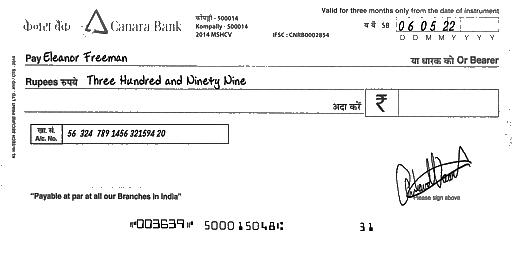 Valid for three months only from the date of instrument
केनरा बैंक Canara Bank
कोमपल्ली - 500014
Kompally - 500014
2014 MSHCV
IFSC : CNRB0002854
SB 06 05 22
D D M M Y Y Y Y
Pay Eleanor Freeman
या धारक को Or Bearer
Rupees रुपये Three Hundred and Ninety Nine
अदा करें ₹
खा. सं.
A/c. No. 56 324 789 1456 321594 20
Please sign above
"Payable at par at all our Branches in India"
⑈003639⑈ 500015048⑆ 31